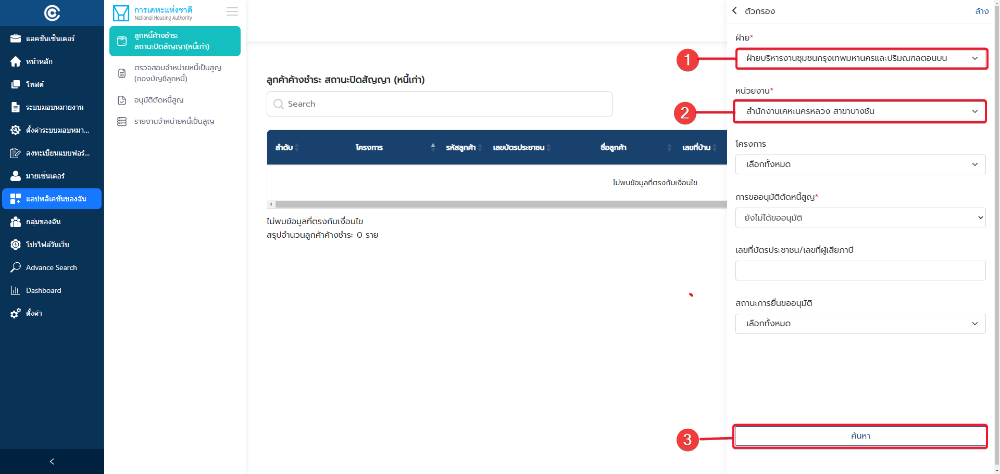 แอคชั่นเซ็นเตอร์
หน้าหลัก
โพสต์
ระบบมอบหมายงาน
ตั้งค่าระบบมอบหมา...
ลงทะเบียนแบบฟอร์...
มายเซ็นเตอร์
แอปพลิเคชันของฉัน
กลุ่มของฉัน
โปรไฟล์วันเว็บ
Advance Search
Dashboard
ตั้งค่า
การเคหะแห่งชาติ
National Housing Authority
ลูกหนี้ค้างชำระ
สถานะปิดสัญญา(หนี้เก่า)
ตรวจสอบจำหน่ายหนี้เป็นสูญ
(กองบัญชีลูกหนี้)
อนุมัติตัดหนี้สูญ
รายงานจำหน่ายหนี้เป็นสูญ
ลูกค้าค้างชำระ สถานะปิดสัญญา (หนี้เก่า)
Search
ลำดับ โครงการ รหัสลูกค้า เลขบัตรประชาชน ชื่อลูกค้า เลขที่บ้าน
ไม่พบข้อมูลที่ตรงกับเงื่อนไข
ไม่พบข้อมูลที่ตรงกับเงื่อนไข
สรุปจำนวนลูกค้าค้างชำระ 0 ราย
ตัวกรอง ล้าง
ฝ่าย*
1 ฝ่ายบริหารงานชุมชนกรุงเทพมหานครและปริมณฑลตอนบน
หน่วยงาน*
2 สำนักงานเคหะนครหลวง สาขาบางชัน
โครงการ
เลือกทั้งหมด
การขออนุมัติตัดหนี้สูญ*
ยังไม่ได้ขออนุมัติ
เลขที่บัตรประชาชน/เลขที่ผู้เสียภาษี
สถานะการยื่นขออนุมัติ
เลือกทั้งหมด
3 ค้นหา